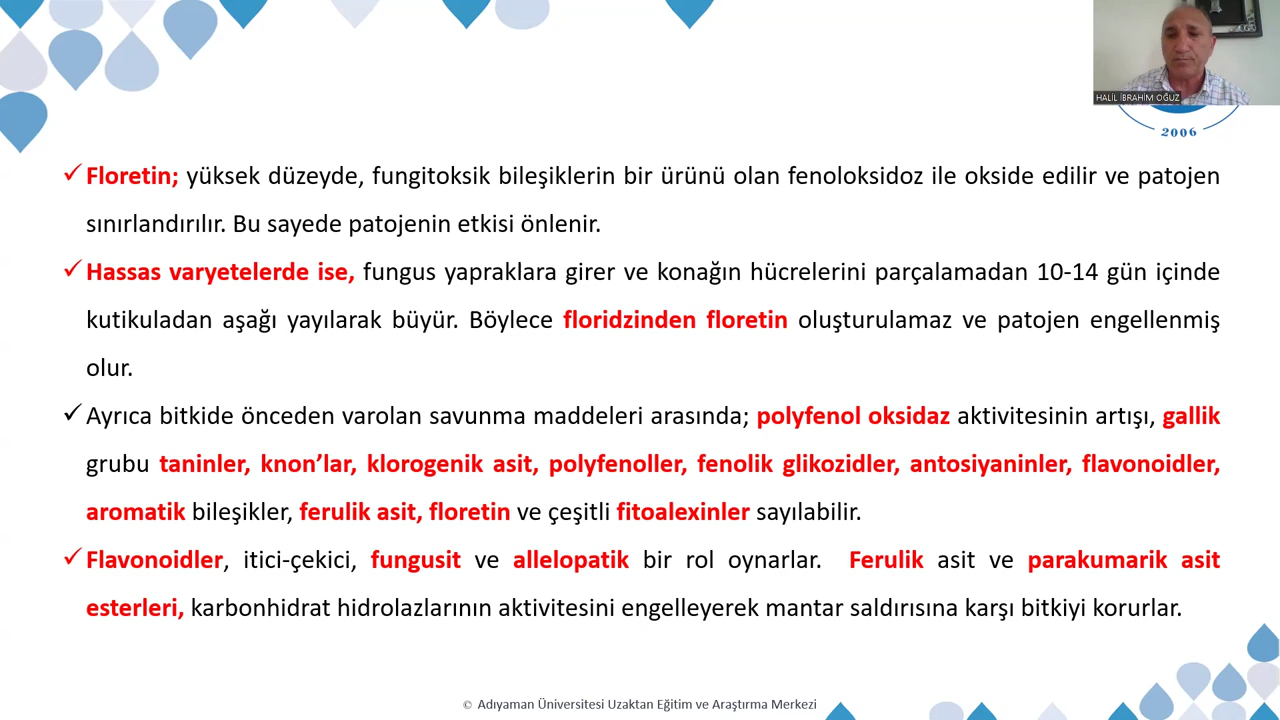 HALİL İBRAHİM OĞUZ
2006
✓ Floretin; yüksek düzeyde, fungitoksik bileşiklerin bir ürünü olan fenoloksidoz ile okside edilir ve patojen
sınırlandırılır. Bu sayede patojenin etkisi önlenir.
✓ Hassas varyetelerde ise, fungus yapraklara girer ve konağın hücrelerini parçalamadan 10-14 gün içinde
kutikuladan aşağı yayılarak büyür. Böylece floridzinden floretin oluşturulamaz ve patojen engellenmiş
olur.
✓ Ayrıca bitkide önceden varolan savunma maddeleri arasında; polyfenol oksidaz aktivitesinin artışı, gallik
grubu taninler, knon’lar, klorogenik asit, polyfenoller, fenolik glikozidler, antosiyaninler, flavonoidler,
aromatik bileşikler, ferulik asit, floretin ve çeşitli fitoalexinler sayılabilir.
✓ Flavonoidler, itici-çekici, fungusit ve allelopatik bir rol oynarlar. Ferulik asit ve parakumarik asit
esterleri, karbonhidrat hidrolazlarının aktivitesini engelleyerek mantar saldırısına karşı bitkiyi korurlar.
© Adıyaman Üniversitesi Uzaktan Eğitim ve Araştırma Merkezi